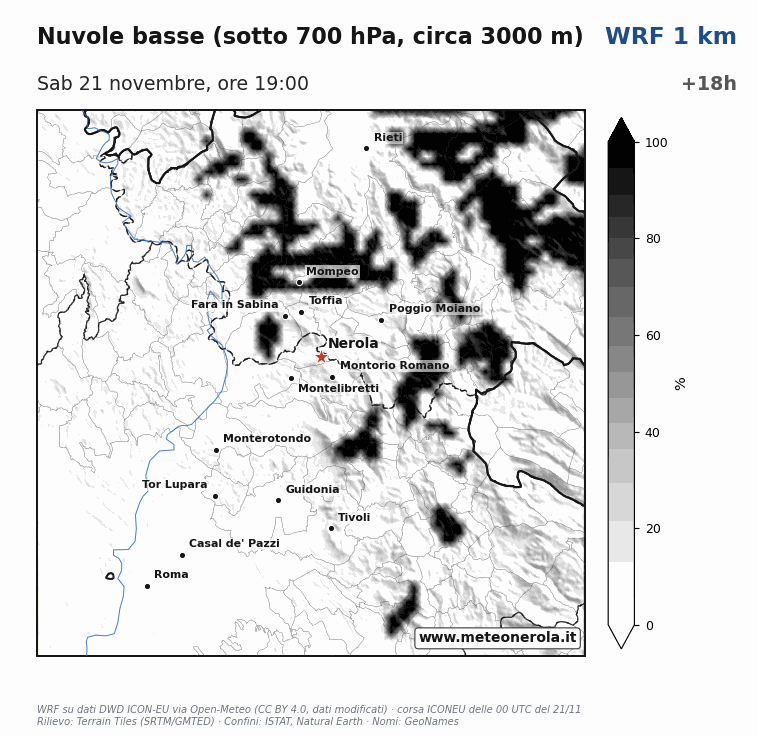 Nuvole basse (sotto 700 hPa, circa 3000 m) WRF 1 km
Sab 21 novembre, ore 19:00 +18h
Rieti
100
80
Mompeo
Toffia
Fara in Sabina
Poggio Moiano
60
Nerola
Montorio Romano
%
Montelibretti
40
Monterotondo
Tor Lupara
Guidonia
20
Tivoli
Casal de' Pazzi
Roma
0
www.meteonerola.it
WRF su dati DWD ICON-EU via Open-Meteo (CC BY 4.0, dati modificati) · corsa ICONEU delle 00 UTC del 21/11
Rilievo: Terrain Tiles (SRTM/GMTED) · Confini: ISTAT, Natural Earth · Nomi: GeoNames